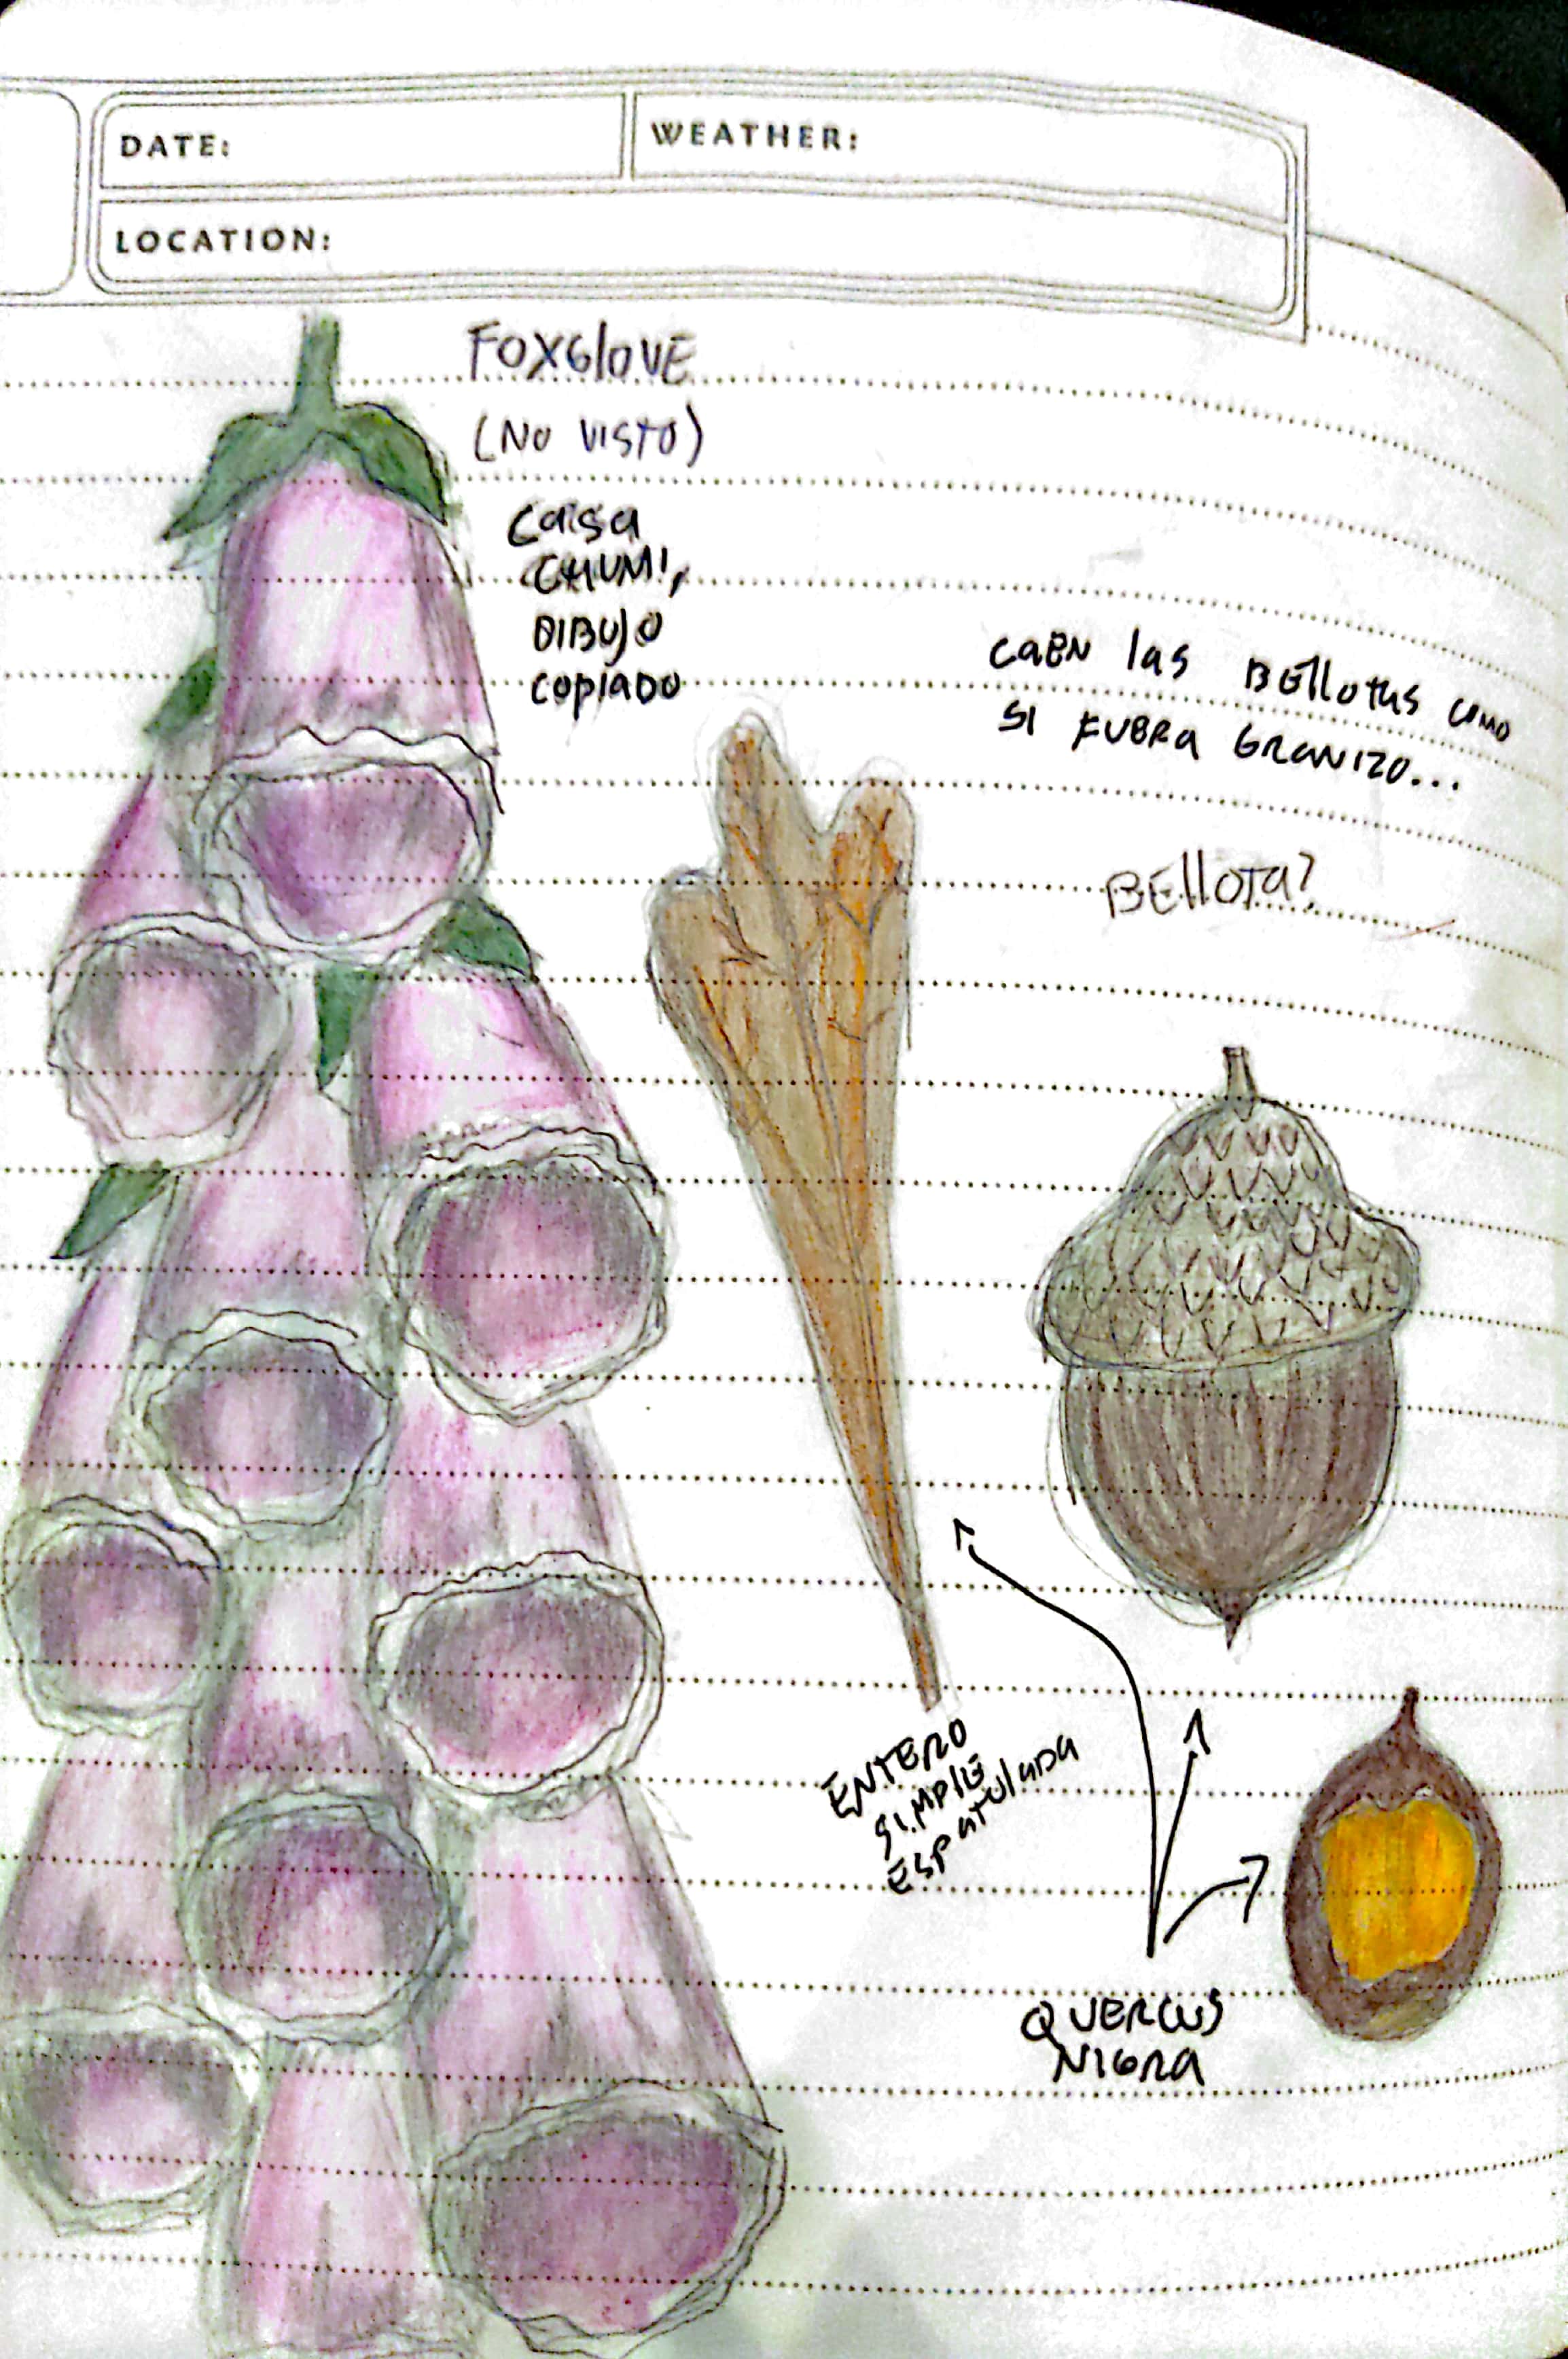 DATE:
WEATHER:
LOCATION:
FOXGLOVE
(NO VISTO)
CASA
CHUMI,
DIBUJO
COPIADO
CAEN las BEllotas como
SI FUERA GRANIZO...
BEllOTA?
ENTERO
SIMPlE
ESPatulada
QUERCUS
NIGRA